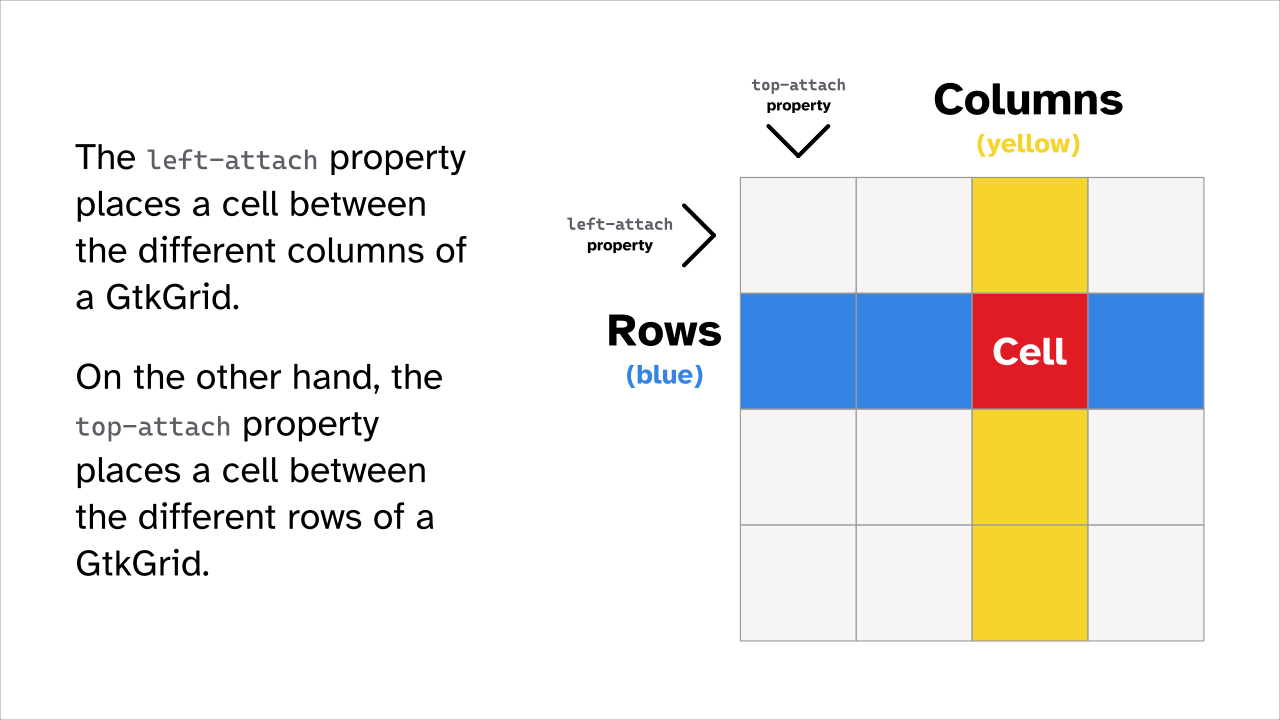 The left-attach property
places a cell between
the different columns of
a GtkGrid.
On the other hand, the
top-attach property
places a cell between
the different rows of a
GtkGrid.
top-attach
property
Columns
(yellow)
left-attach
property
Rows
(blue)
Cell